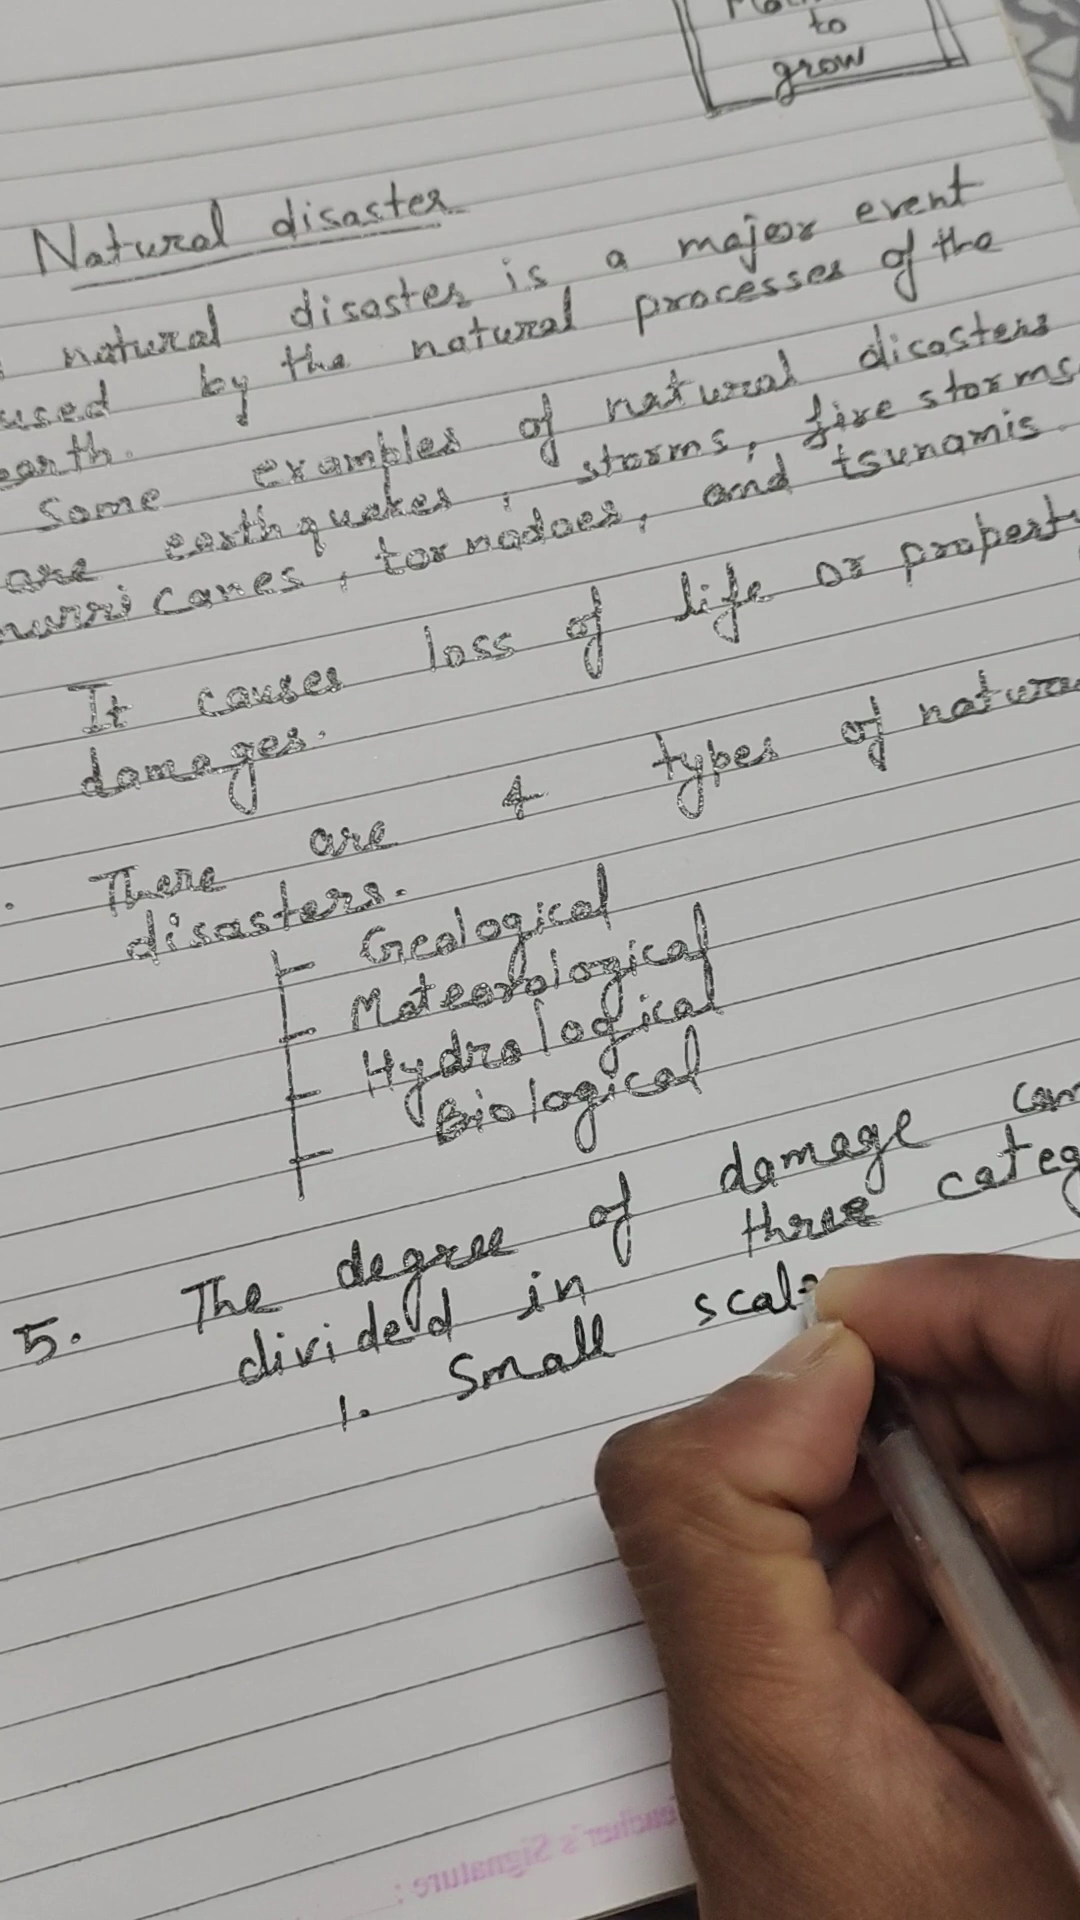 to
grow
Natural disaster
natural disaster is a major event
by the natural processes of the
earth.
Some examples of natural disasters
are earthquakes, storms, fire storms
hurricanes, tornadoes, and tsunamis.
It causes loss of life or property
damages.
There are 4 types of natural
disasters.
Geological
Meteorological
Hydrological
Biological
5. The degree of damage can
divided in three categ
1. Small scale
Teacher's Signature :